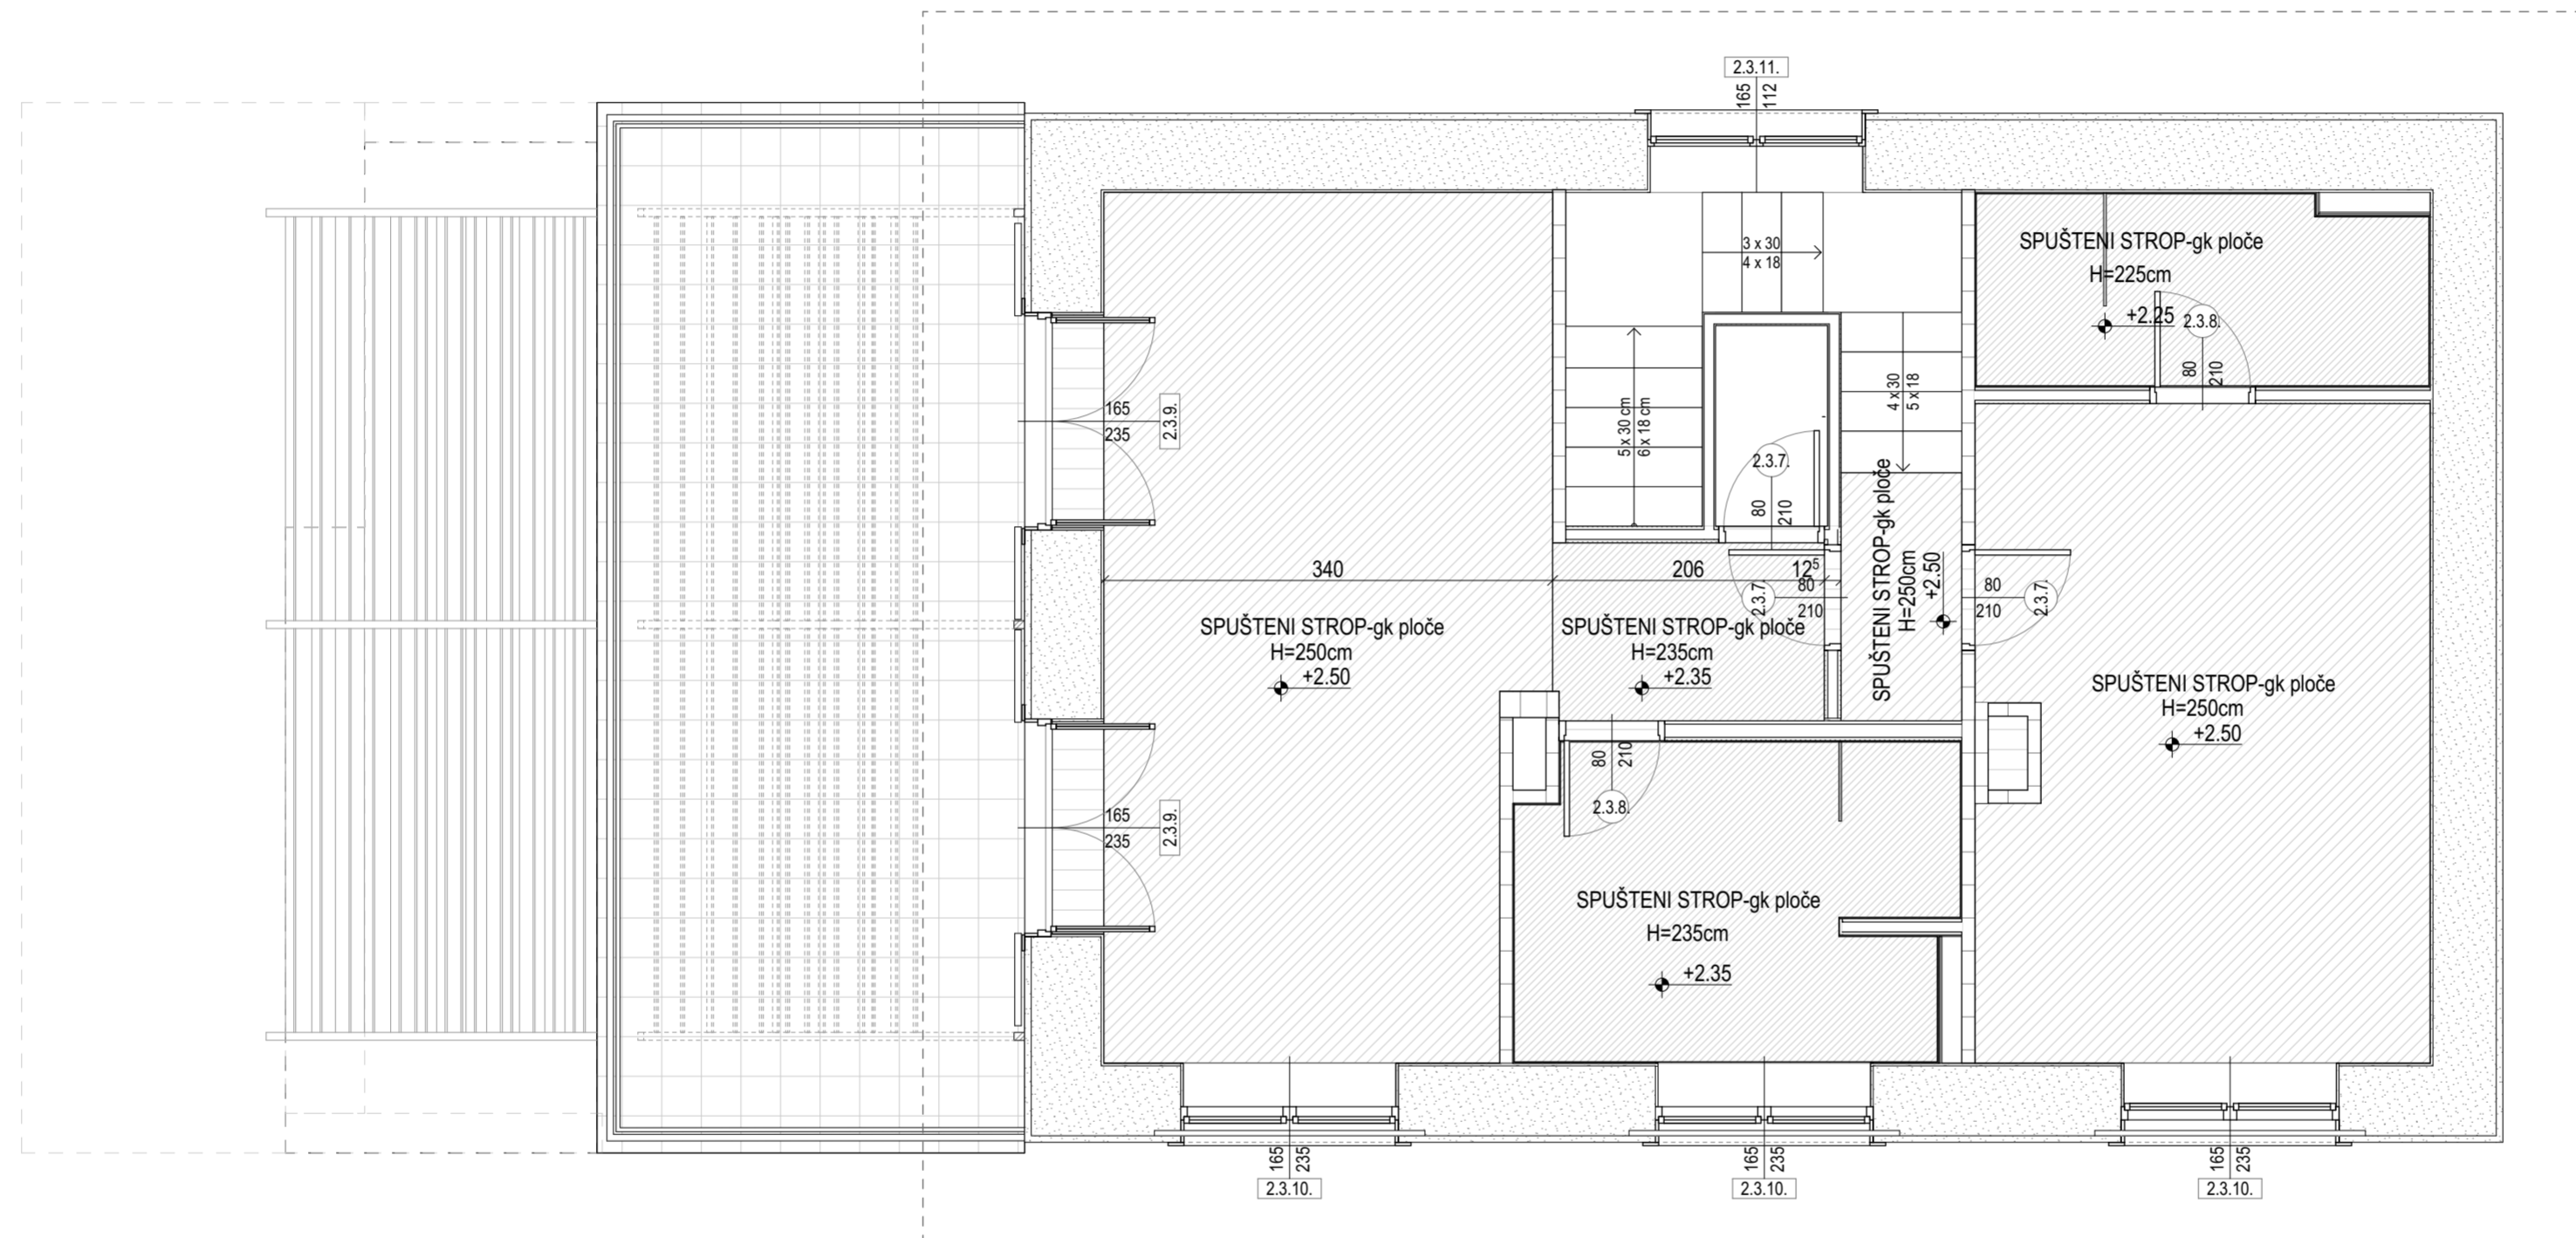 2.3.11.
165
112
3 x 30
4 x 18
SPUŠTENI STROP-gk ploče
H=225cm
+2.25
2.3.8.
80
210
165
235
2.3.9.
5 x 30 cm
6 x 18 cm
4 x 30
5 x 18
2.3.7.
80
210
340
206
12⁵
80
210
2.3.7.
SPUŠTENI STROP-gk ploče
H=250cm
+2.50
80
210
2.3.7.
SPUŠTENI STROP-gk ploče
H=250cm
+2.50
SPUŠTENI STROP-gk ploče
H=235cm
+2.35
SPUŠTENI STROP-gk ploče
H=250cm
+2.50
80
210
2.3.8.
165
235
2.3.9.
SPUŠTENI STROP-gk ploče
H=235cm
+2.35
165
235
2.3.10.
165
235
2.3.10.
165
235
2.3.10.